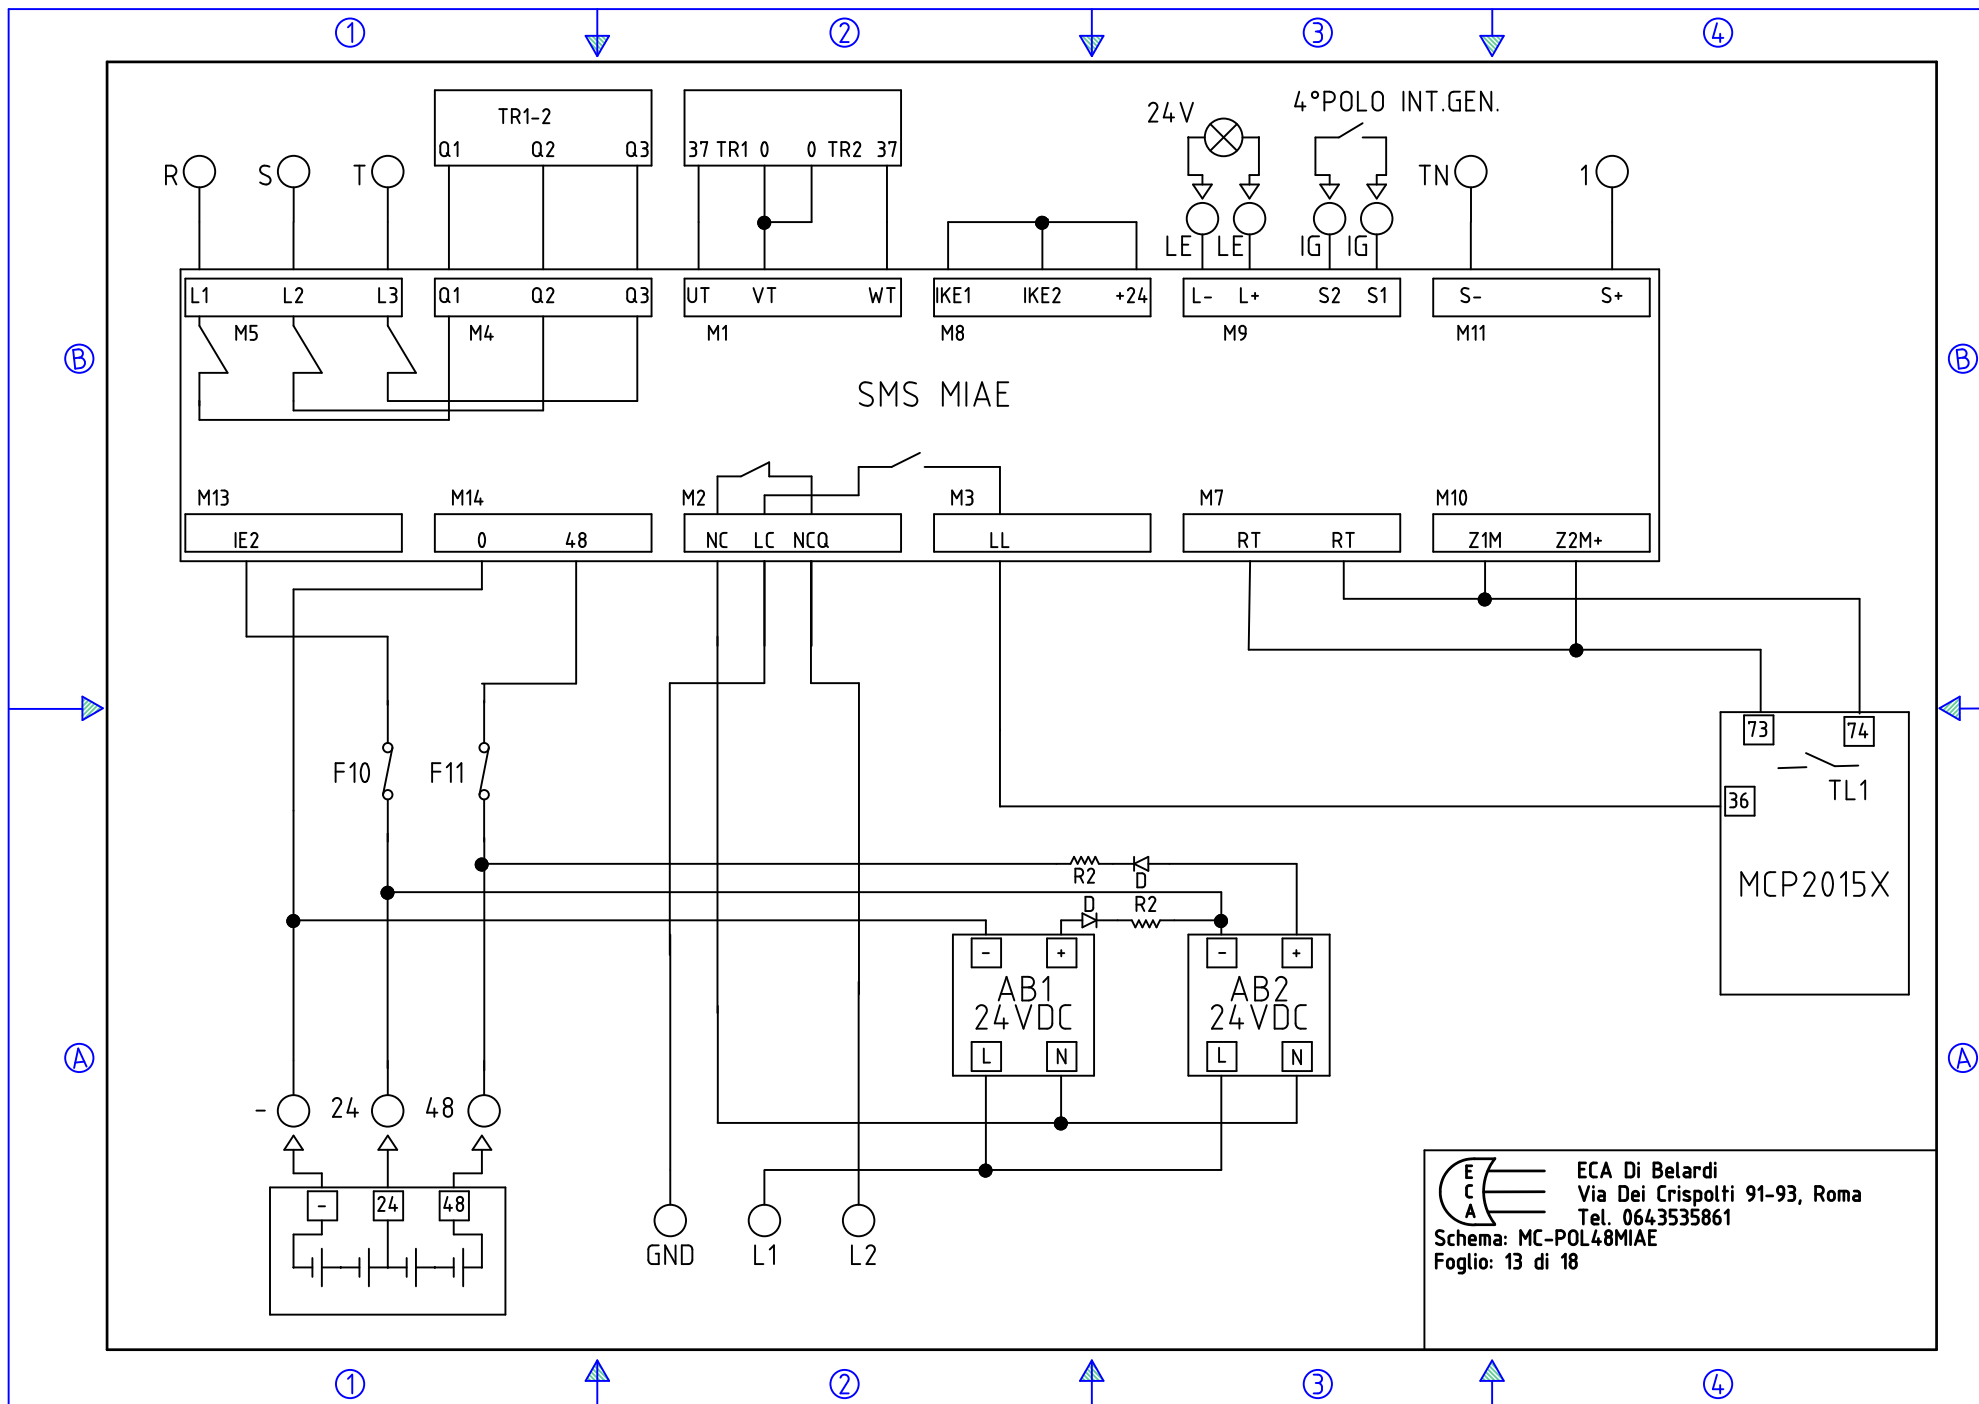 1 2 3 4
TR1-2
Q1 Q2 Q3
37 TR1 0 0 TR2 37
24V
4°POLO INT.GEN.
R S T
TN 1
LE LE IG IG
L1 L2 L3
Q1 Q2 Q3
UT VT WT
IKE1 IKE2 +24
L- L+ S2 S1
S- S+
M5 M4 M1 M8 M9 M11
B B
SMS MIAE
M13 M14 M2 M3 M7 M10
IE2
0 48
NC LC NCQ
LL
RT RT
Z1M Z2M+
73 74
F10 F11
TL1
36
R2 D
D R2
MCP2015X
- + - +
AB1 AB2
24VDC 24VDC
L N L N
A A
- 24 48
- 24 48
GND L1 L2
E
C
A
ECA Di Belardi
Via Dei Crispolti 91-93, Roma
Tel. 0643535861
Schema: MC-POL48MIAE
Foglio: 13 di 18
1 2 3 4